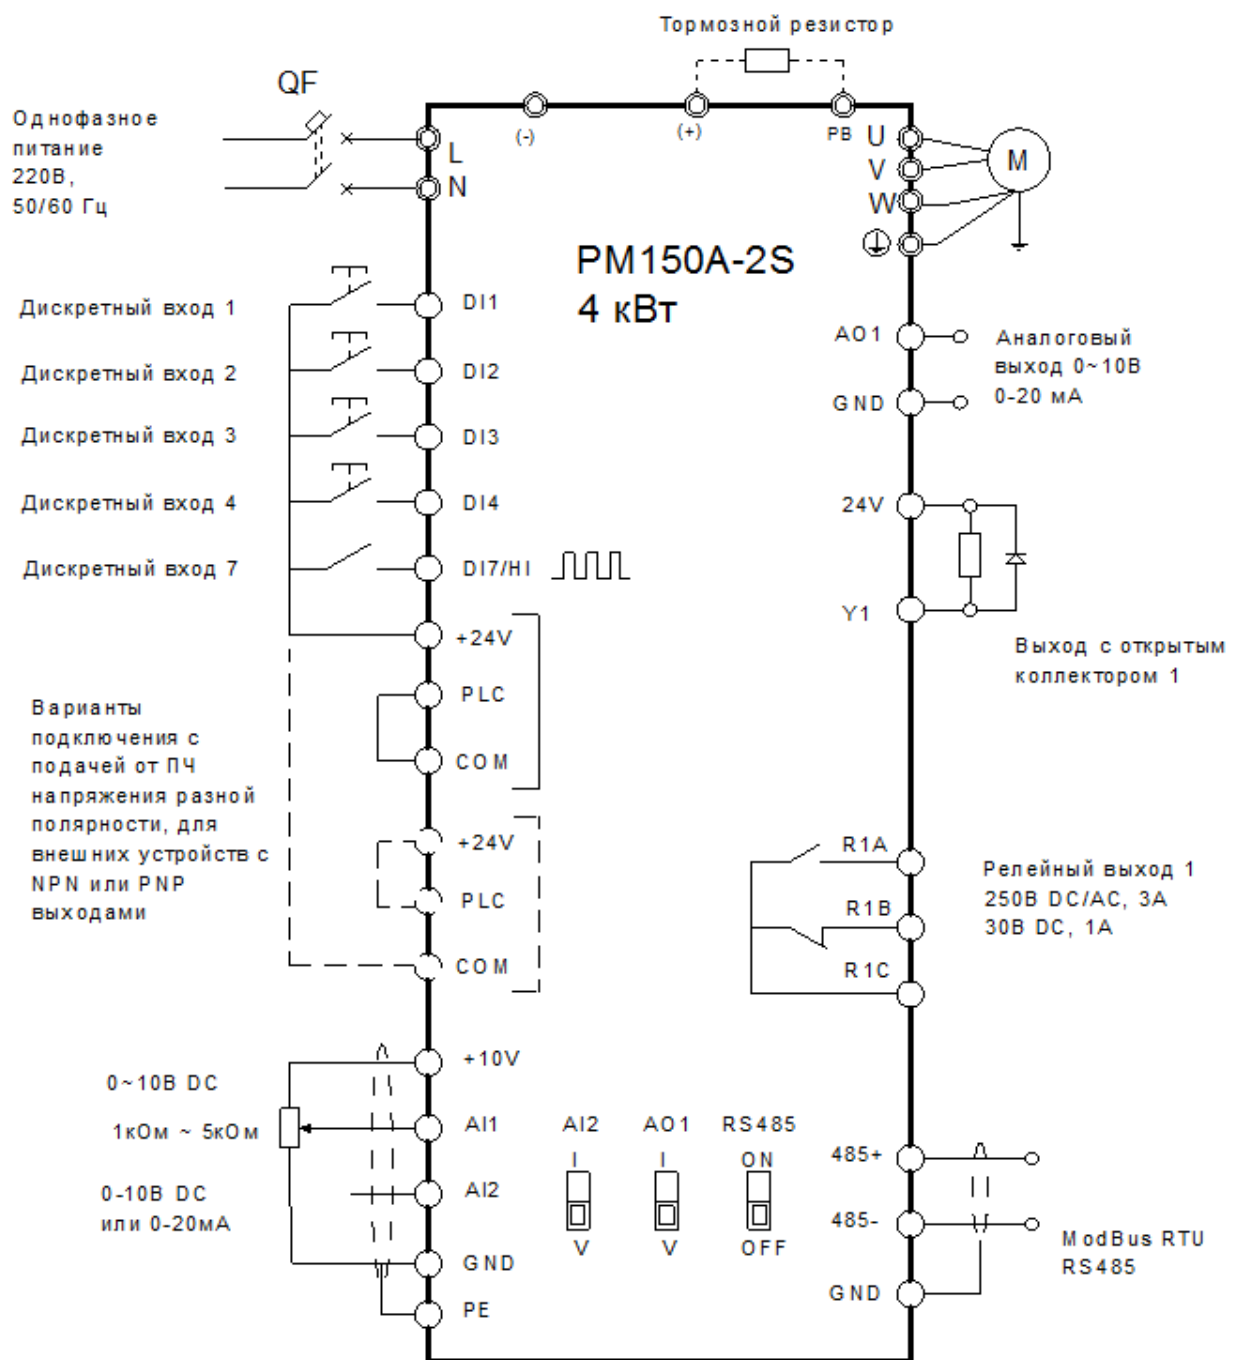 Тормозной резистор
QF
Однофазное
питание
220В,
50/60 Гц
L
N
(-)
(+)
PB
U
V
W
M
PM150A-2S
4 кВт
Дискретный вход 1
DI1
Дискретный вход 2
DI2
Дискретный вход 3
DI3
Дискретный вход 4
DI4
Дискретный вход 7
DI7/HI
+24V
PLC
COM
Варианты
подключения с
подачей от ПЧ
напряжения разной
полярности, для
внешних устройств с
NPN или PNP
выходами
+24V
PLC
COM
AO1
GND
Аналоговый
выход 0~10В
0-20 мА
24V
Y1
Выход с открытым
коллектором 1
R1A
R1B
R1C
Релейный выход 1
250В DC/AC, 3А
30В DC, 1А
0~10В DC
1кОм ~ 5кОм
0-10В DC
или 0-20мА
+10V
AI1
AI2
GND
PE
AI2
I
V
AO1
I
V
RS485
ON
OFF
485+
485-
GND
ModBus RTU
RS485